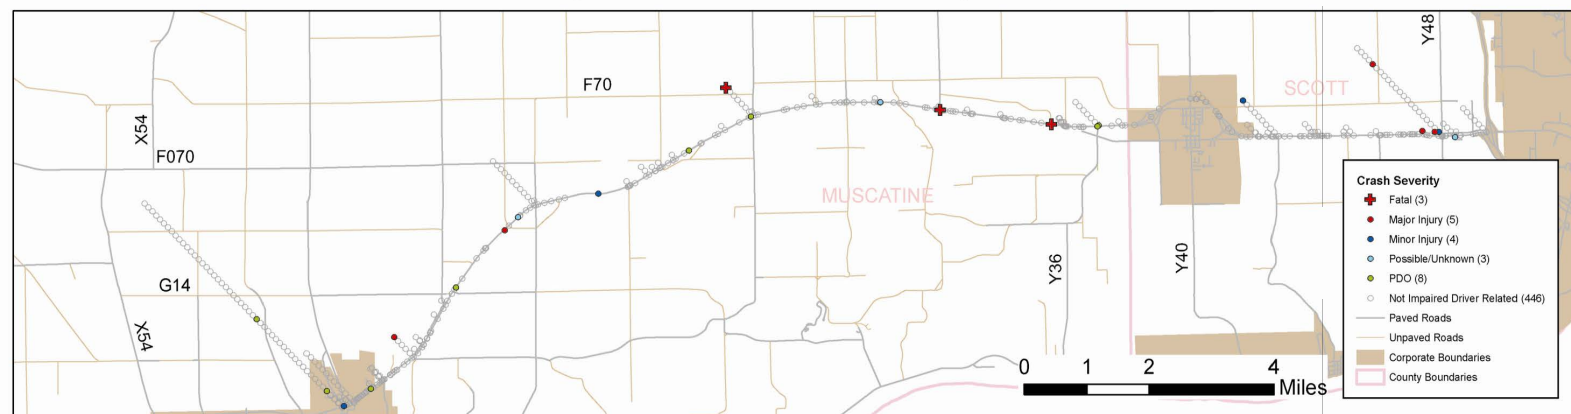 Y48
F70
SCOTT
X54
F070
MUSCATINE
Y36
Y40
G14
X54
Crash Severity
Fatal (3)
Major Injury (5)
Minor Injury (4)
Possible/Unknown (3)
PDO (8)
Not Impaired Driver Related (446)
Paved Roads
Unpaved Roads
Corporate Boundaries
County Boundaries
0 1 2 4
Miles